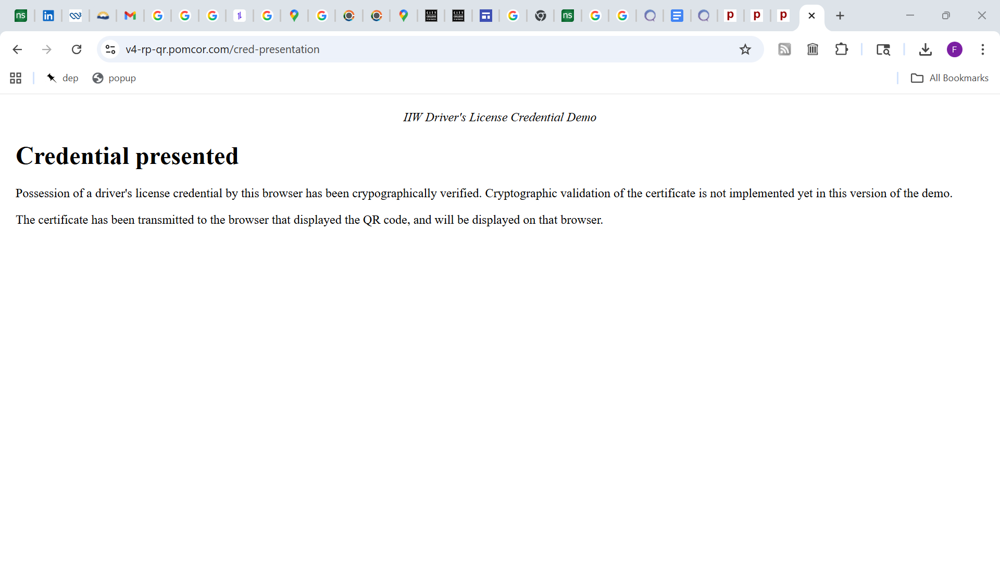 v4-rp-qr.pomcor.com/cred-presentation
F
dep
popup
All Bookmarks
IIW Driver's License Credential Demo
Credential presented
Possession of a driver's license credential by this browser has been crypographically verified. Cryptographic validation of the certificate is not implemented yet in this version of the demo.
The certificate has been transmitted to the browser that displayed the QR code, and will be displayed on that browser.